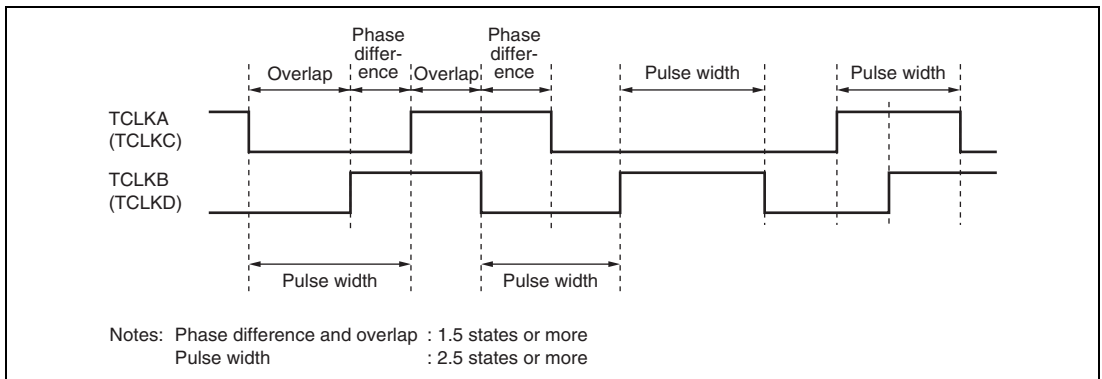 Phase
differ-
ence
Phase
differ-
ence
Overlap
Overlap
Pulse width
Pulse width
TCLKA
(TCLKC)
TCLKB
(TCLKD)
Pulse width
Pulse width
Notes: Phase difference and overlap : 1.5 states or more
Pulse width : 2.5 states or more